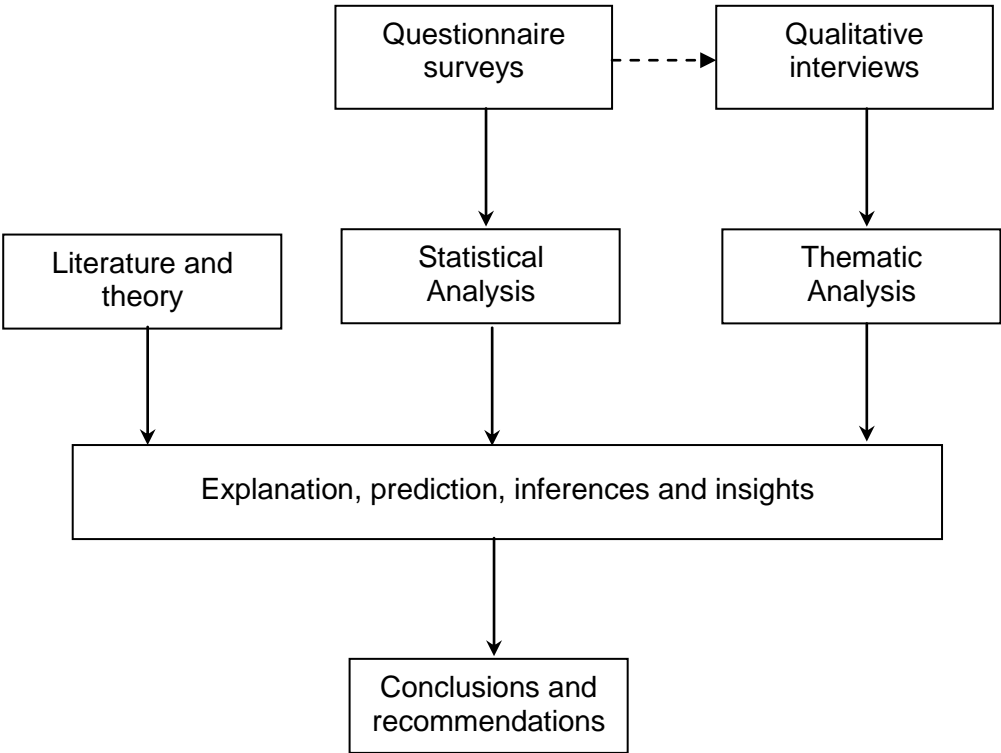 Questionnaire
surveys
Qualitative
interviews
Literature and
theory
Statistical
Analysis
Thematic
Analysis
Explanation, prediction, inferences and insights
Conclusions and
recommendations